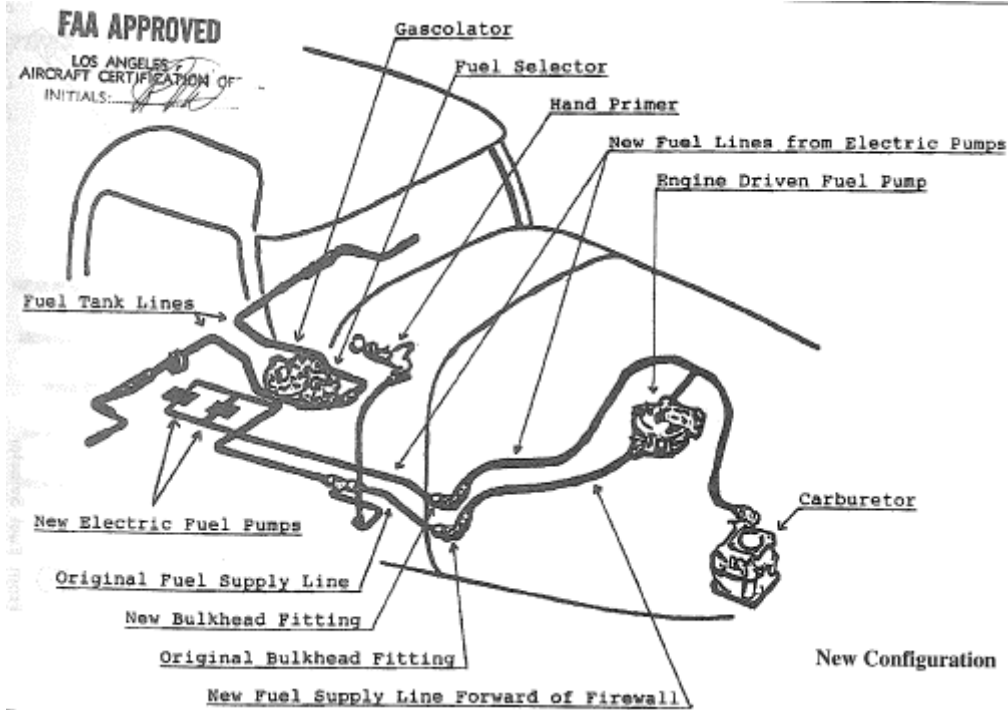 FAA APPROVED
LOS ANGELES
AIRCRAFT CERTIFICATION OF
INITIALS:
Gascolator
Fuel Selector
Hand Primer
New Fuel Lines from Electric Pumps
Engine Driven Fuel Pump
Fuel Tank Lines
New Electric Fuel Pumps
Carburetor
Original Fuel Supply Line
New Bulkhead Fitting
Original Bulkhead Fitting
New Configuration
New Fuel Supply Line Forward of Firewall